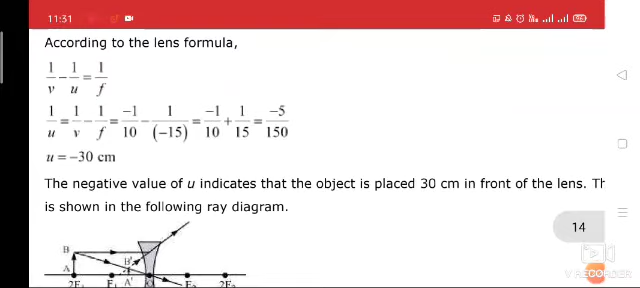 11:31
According to the lens formula,
1/v - 1/u = 1/f
1/u = 1/v - 1/f = -1/10 - 1/(-15) = -1/10 + 1/15 = -5/150
u = -30 cm
The negative value of u indicates that the object is placed 30 cm in front of the lens. Th
is shown in the following ray diagram.
14
B
B'
A
2F₁ F₁ A' O F₂ 2F₂
V RECORDER